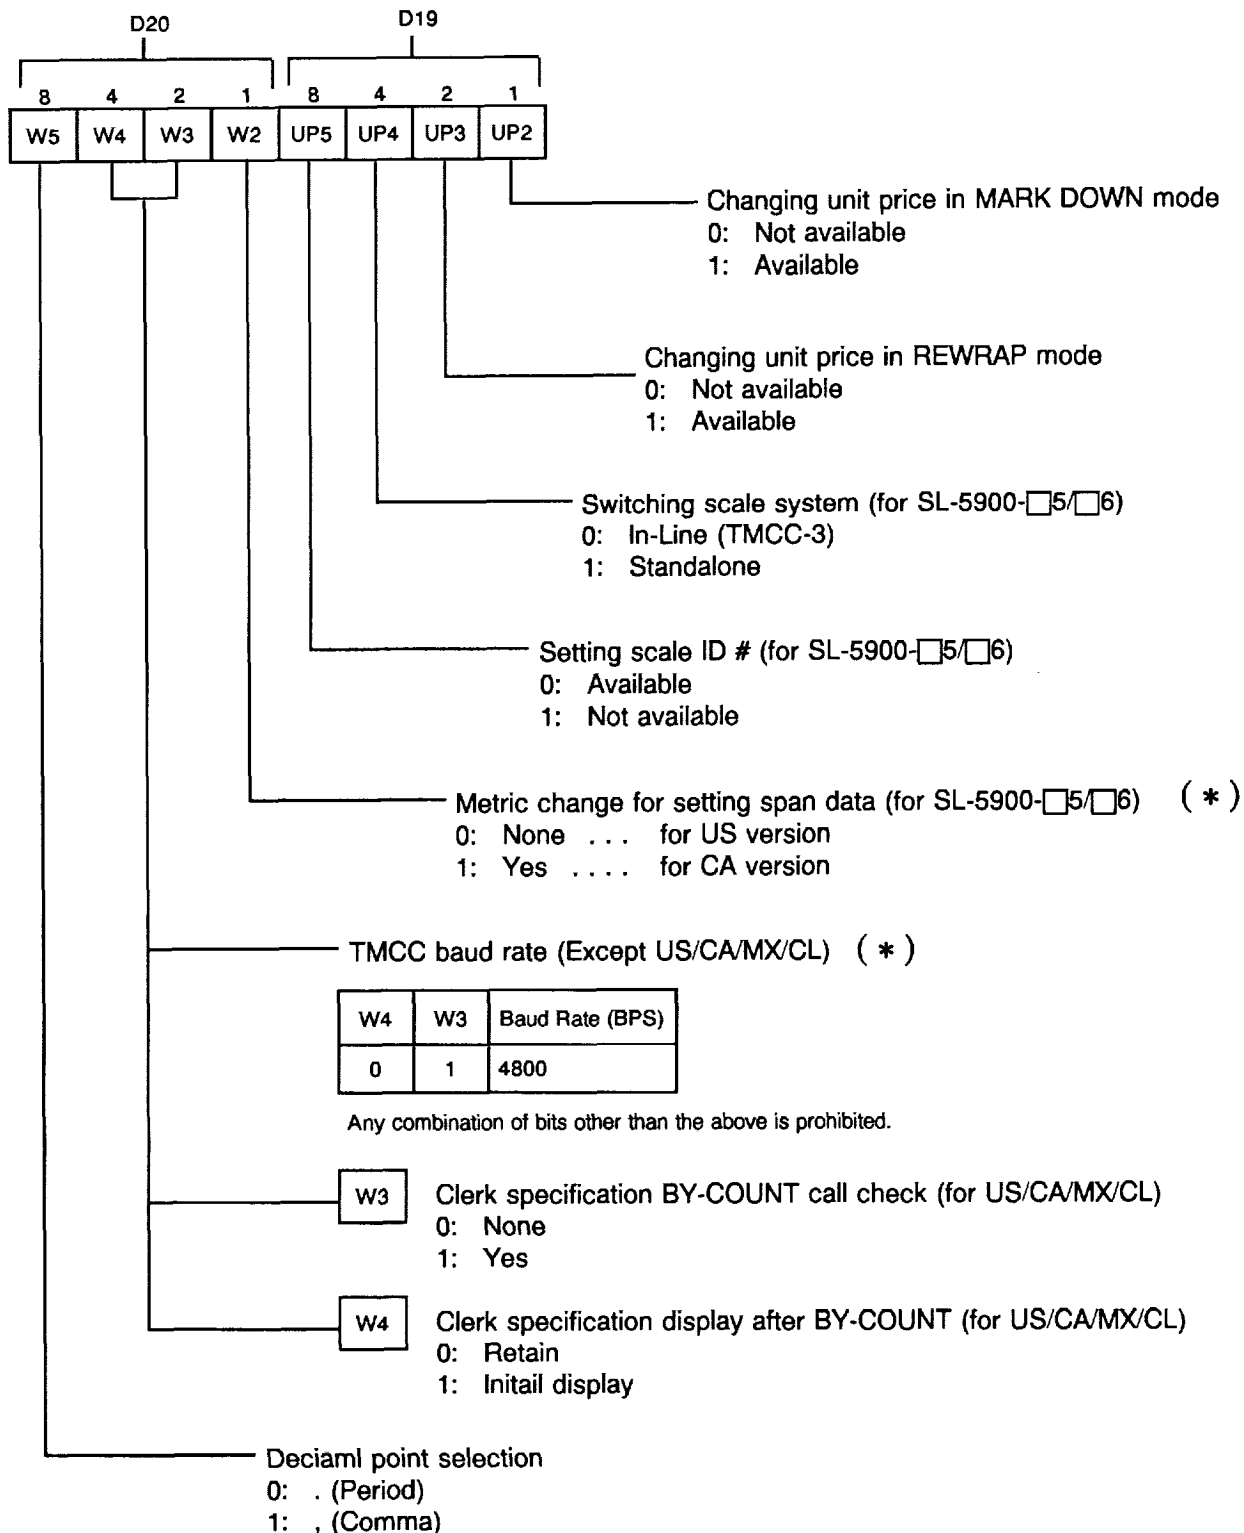 D20 D19
8 4 2 1 8 4 2 1
W5 W4 W3 W2 UP5 UP4 UP3 UP2
Changing unit price in MARK DOWN mode
0: Not available
1: Available
Changing unit price in REWRAP mode
0: Not available
1: Available
Switching scale system (for SL-5900-□5/□6)
0: In-Line (TMCC-3)
1: Standalone
Setting scale ID # (for SL-5900-□5/□6)
0: Available
1: Not available
Metric change for setting span data (for SL-5900-□5/□6) (*)
0: None ... for US version
1: Yes .... for CA version
TMCC baud rate (Except US/CA/MX/CL) (*)
W4 W3 Baud Rate (BPS)
0 1 4800
Any combination of bits other than the above is prohibited.
W3 Clerk specification BY-COUNT call check (for US/CA/MX/CL)
0: None
1: Yes
W4 Clerk specification display after BY-COUNT (for US/CA/MX/CL)
0: Retain
1: Initail display
Deciaml point selection
0: . (Period)
1: , (Comma)